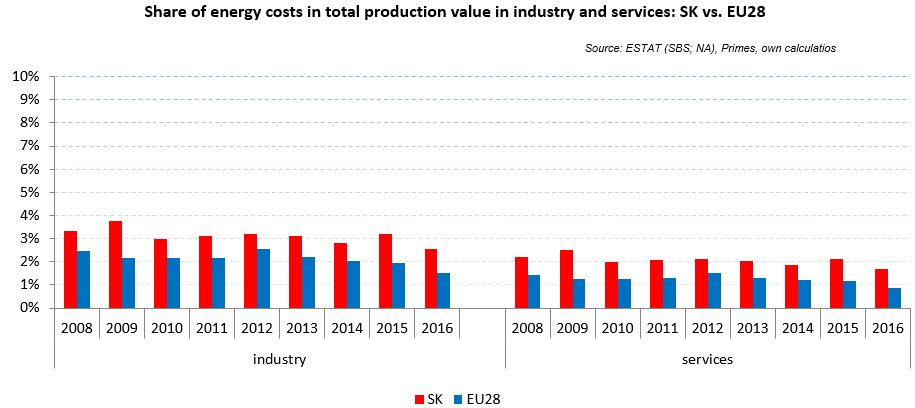 Share of energy costs in total production value in industry and services: SK vs. EU28
Source: ESTAT (SBS; NA), Primes, own calculatios
10%
9%
8%
7%
6%
5%
4%
3%
2%
1%
0%
2008 2009 2010 2011 2012 2013 2014 2015 2016 2008 2009 2010 2011 2012 2013 2014 2015 2016
industry services
SK EU28